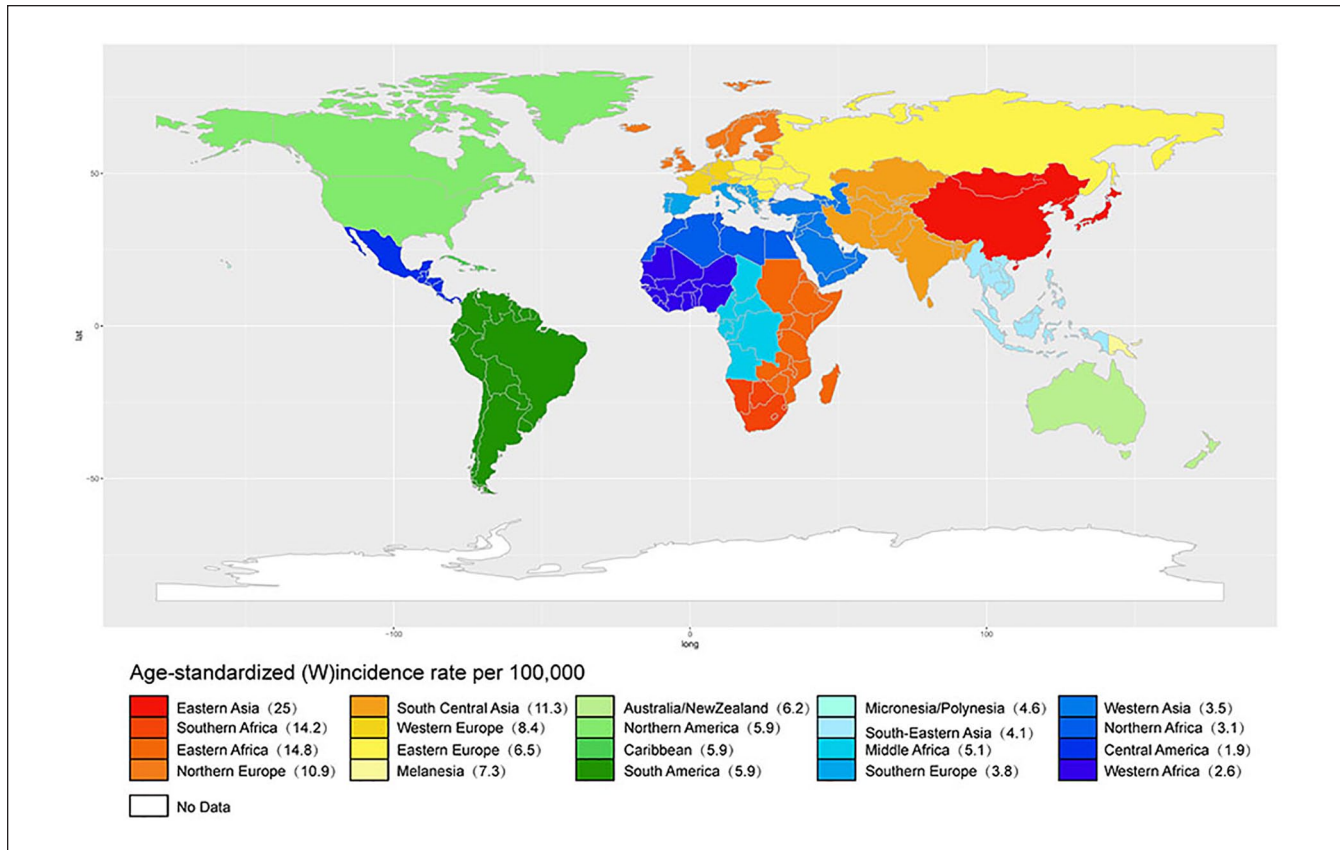 50
0
−50
lat
−100
0
100
long
Age-standardized (W)incidence rate per 100,000
Eastern Asia（25）
Southern Africa（14.2）
Eastern Africa（14.8）
Northern Europe（10.9）
South Central Asia（11.3）
Western Europe（8.4）
Eastern Europe（6.5）
Melanesia（7.3）
Australia/NewZealand（6.2）
Northern America（5.9）
Caribbean（5.9）
South America（5.9）
Micronesia/Polynesia（4.6）
South-Eastern Asia（4.1）
Middle Africa（5.1）
Southern Europe（3.8）
Western Asia（3.5）
Northern Africa（3.1）
Central America（1.9）
Western Africa（2.6）
No Data